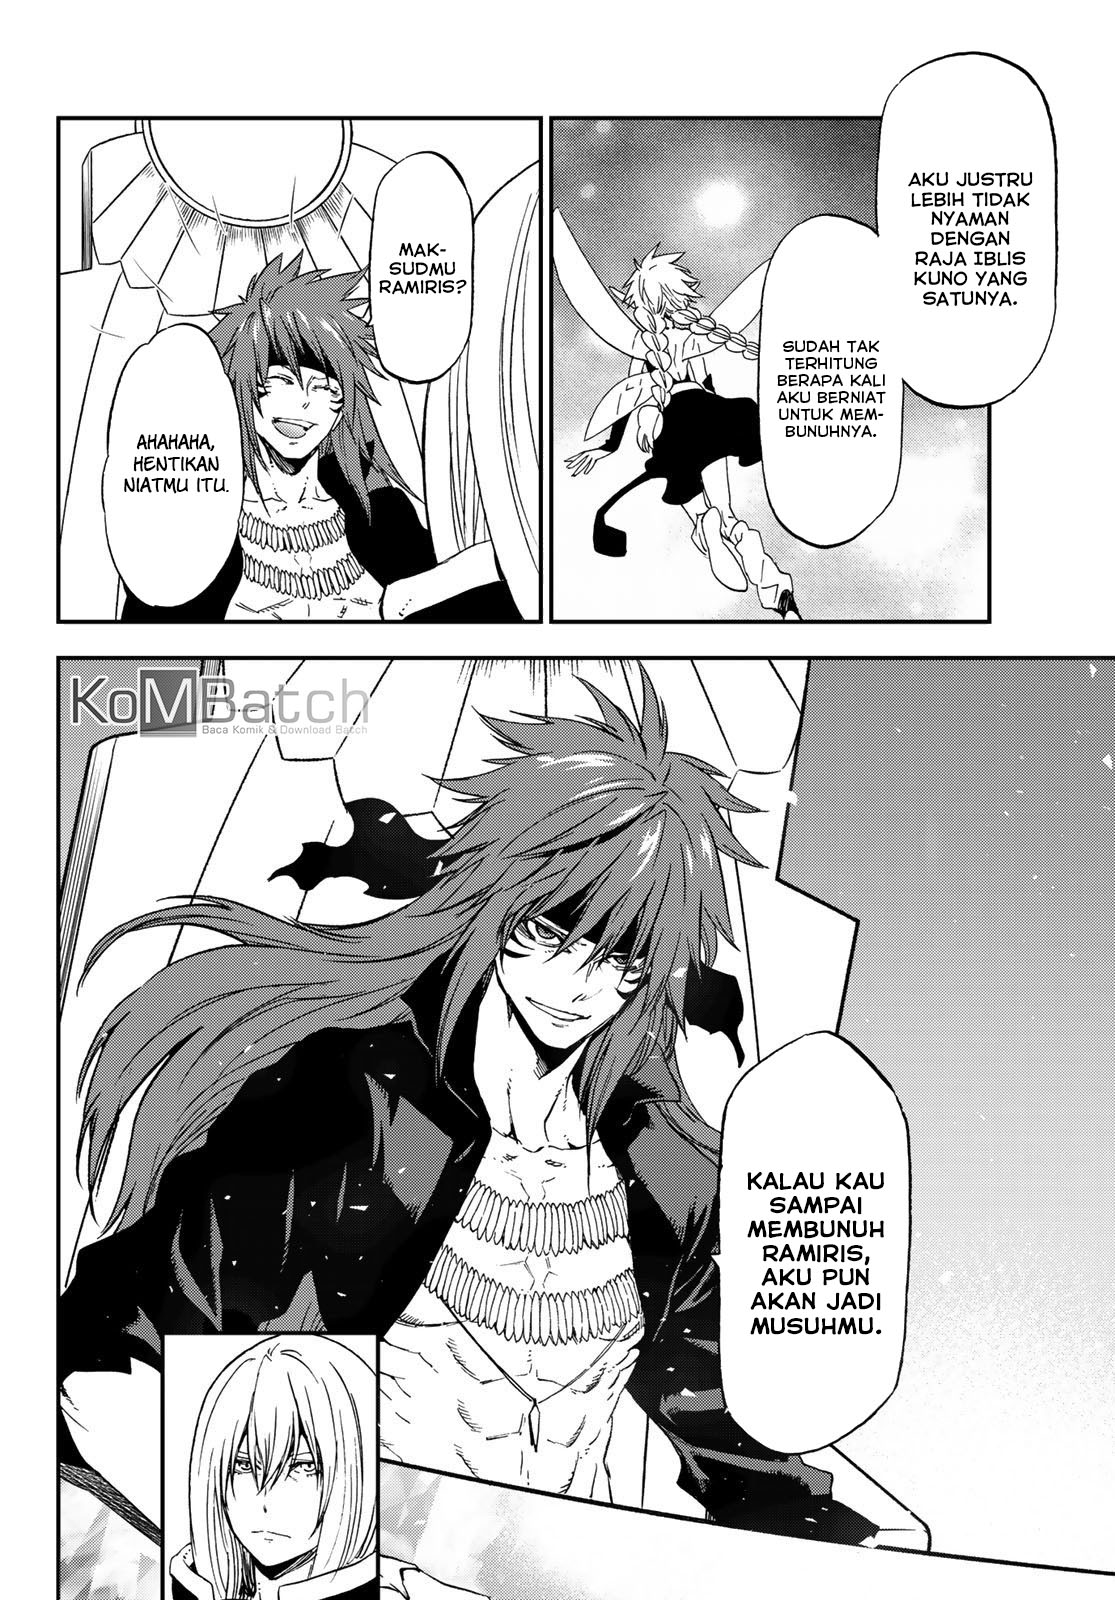 AKU JUSTRU
LEBIH TIDAK
NYAMAN
DENGAN
RAJA IBLIS
KUNO YANG
SATUNYA.
SUDAH TAK
TERHITUNG
BERAPA KALI
AKU BERNIAT
UNTUK MEM-
BUNUHNYA.
MAK-
SUDMU
RAMIRIS?
AHAHAHA,
HENTIKAN
NIATMU ITU.
KoMBatch
Baca Komik & Download Batch
KALAU KAU
SAMPAI
MEMBUNUH
RAMIRIS,
AKU PUN
AKAN JADI
MUSUHMU.